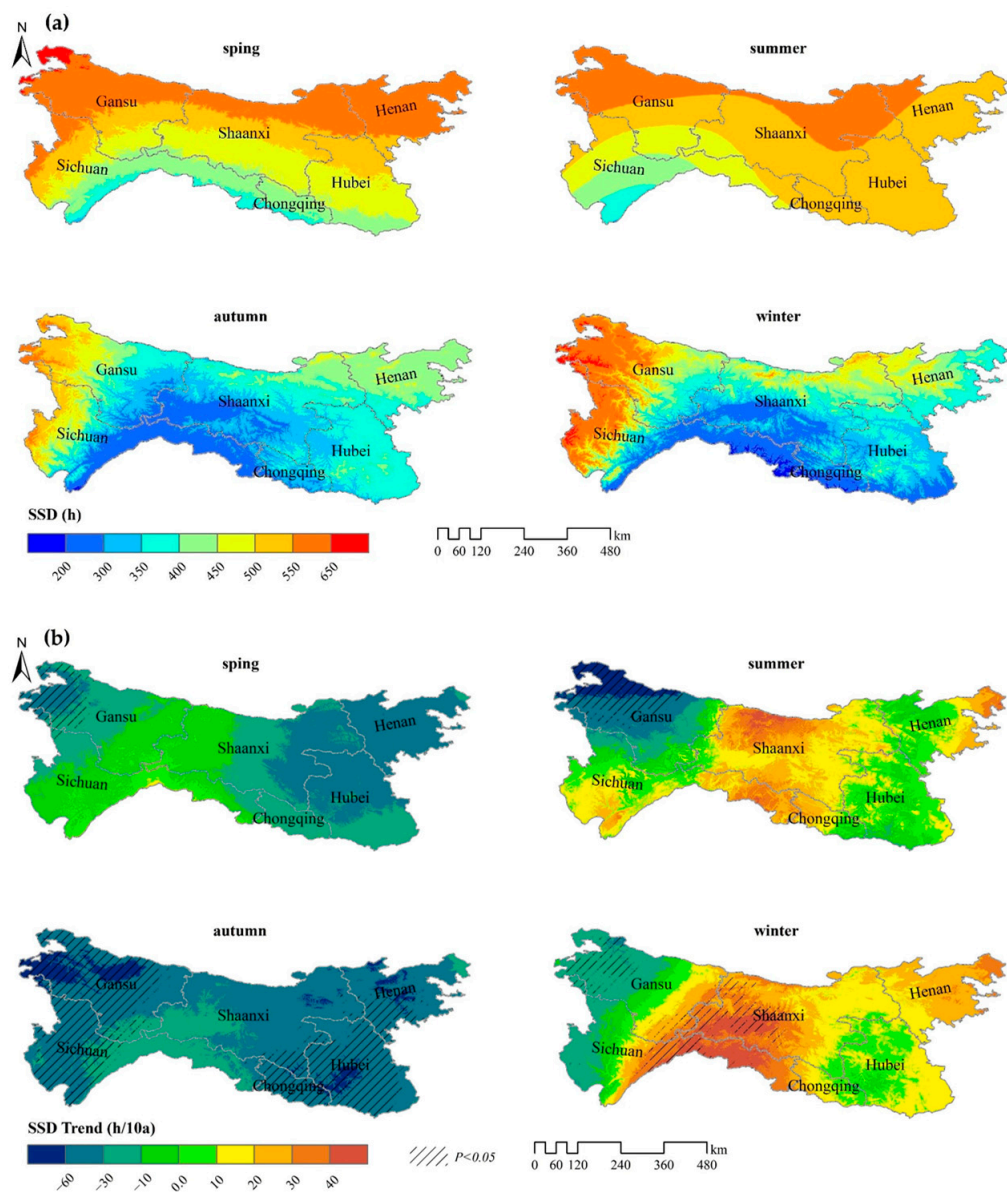 (a)
N
sping
summer
Gansu
Henan
Shaanxi
Sichuan
Hubei
Chongqing
Gansu
Henan
Shaanxi
Sichuan
Hubei
Chongqing
autumn
winter
Gansu
Henan
Shaanxi
Sichuan
Hubei
Chongqing
Gansu
Henan
Shaanxi
Sichuan
Hubei
Chongqing
SSD (h)
200 300 350 400 450 500 550 650
km
0 60 120 240 360 480
(b)
N
sping
summer
Gansu
Henan
Shaanxi
Sichuan
Hubei
Chongqing
Gansu
Henan
Shaanxi
Sichuan
Hubei
Chongqing
autumn
winter
Gansu
Henan
Shaanxi
Sichuan
Hubei
Chongqing
Gansu
Henan
Shaanxi
Sichuan
Hubei
Chongqing
SSD Trend (h/10a)
−60 −30 −10 0.0 10 20 30 40
P<0.05
km
0 60 120 240 360 480